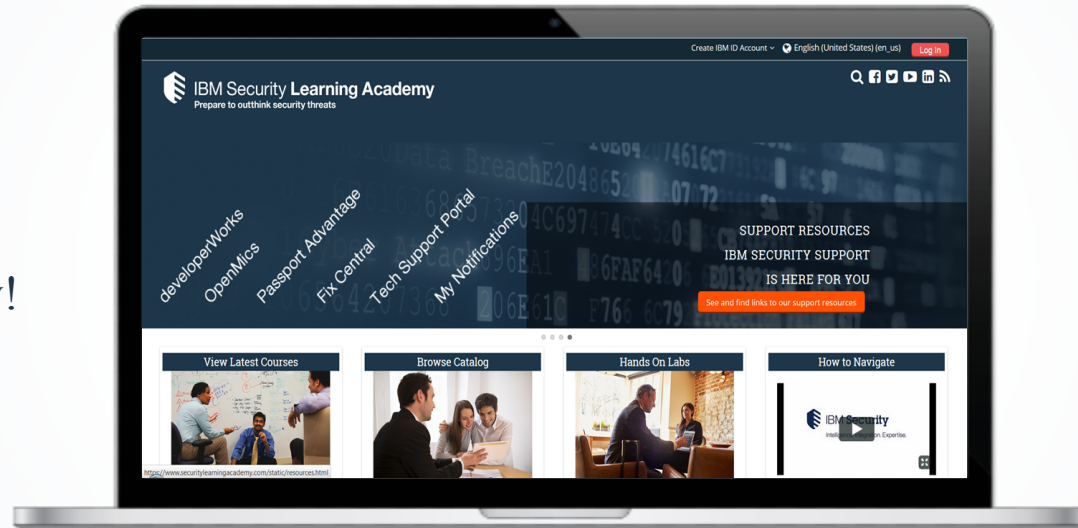 Create IBM ID Account
English (United States) (en_us)
Log In
IBM Security Learning Academy
Prepare to outthink security threats
developerWorks
OpenMics
Passport Advantage
Fix Central
Tech Support Portal
My Notifications
SUPPORT RESOURCES
IBM SECURITY SUPPORT
IS HERE FOR YOU
See and find links to our support resources
View Latest Courses
Browse Catalog
Hands On Labs
How to Navigate
IBM Security
https://www.securitylearningacademy.com/static/resources.html